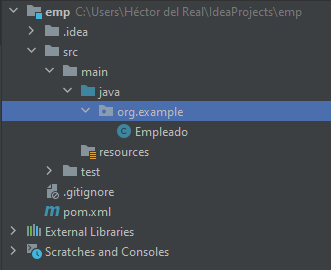 emp C:\Users\Héctor del Real\IdeaProjects\emp
.idea
src
main
java
org.example
Empleado
resources
test
.gitignore
pom.xml
External Libraries
Scratches and Consoles